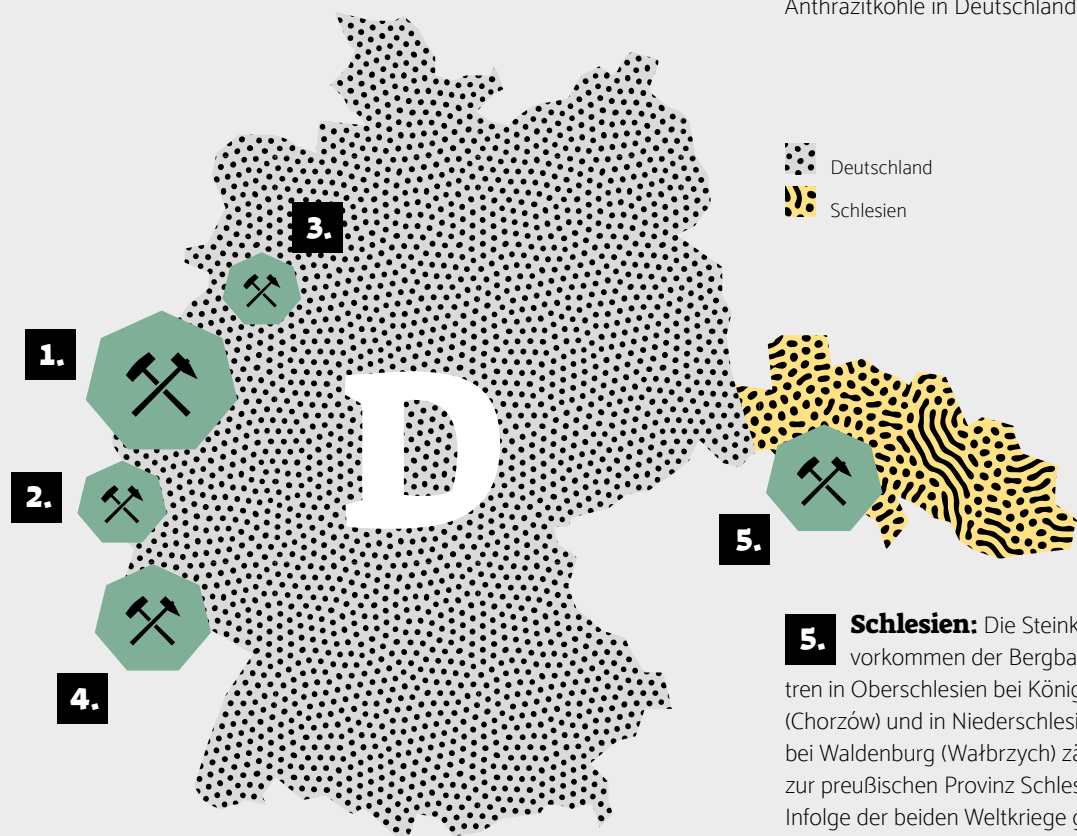 Anthrazitkohle in Deutschland
Deutschland
Schlesien
3.
1.
D
2.
5.
4.
5. Schlesien: Die Steink
vorkommen der Bergba
tren in Oberschlesien bei König
(Chorzów) und in Niederschlesi
bei Waldenburg (Wałbrzych) zä
zur preußischen Provinz Schles
Infolge der beiden Weltkriege g